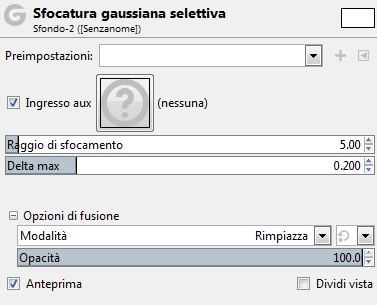 Sfocatura gaussiana selettiva
Sfondo-2 ([Senzanome])
Preimpostazioni:
Ingresso aux (nessuna)
Raggio di sfocamento 5.00
Delta max 0.200
Opzioni di fusione
Modalità Rimpiazza
Opacità 100.0
Anteprima Dividi vista